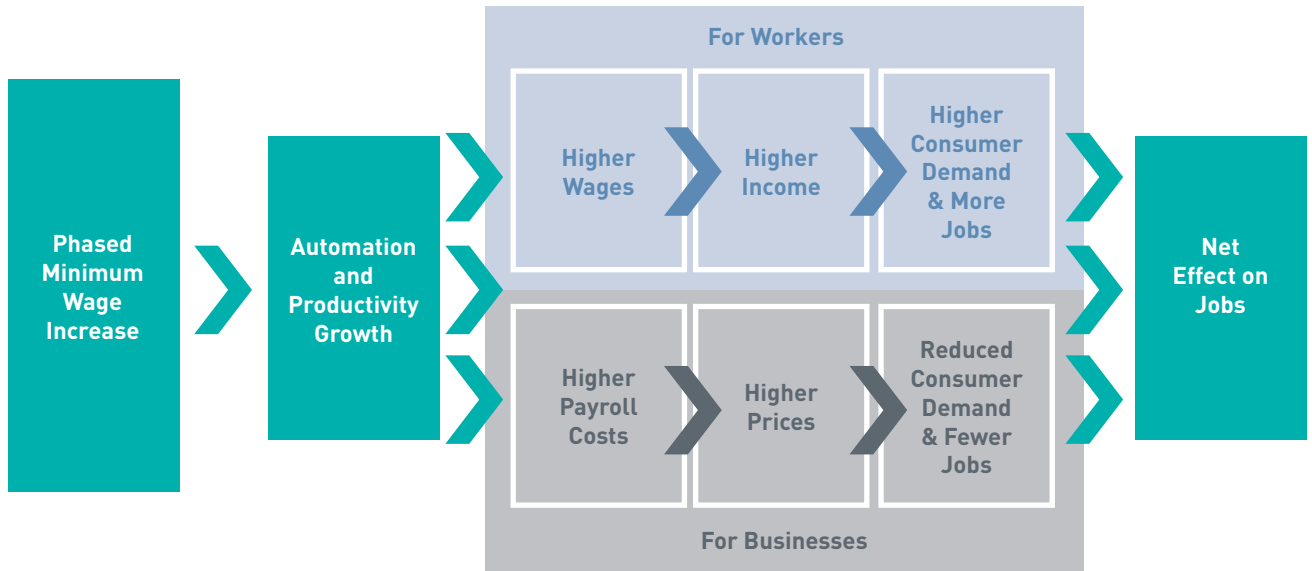 Phased
Minimum
Wage
Increase
Automation
and
Productivity
Growth
For Workers
Higher
Wages
Higher
Income
Higher
Consumer
Demand
& More
Jobs
Higher
Payroll
Costs
Higher
Prices
Reduced
Consumer
Demand
& Fewer
Jobs
For Businesses
Net
Effect on
Jobs